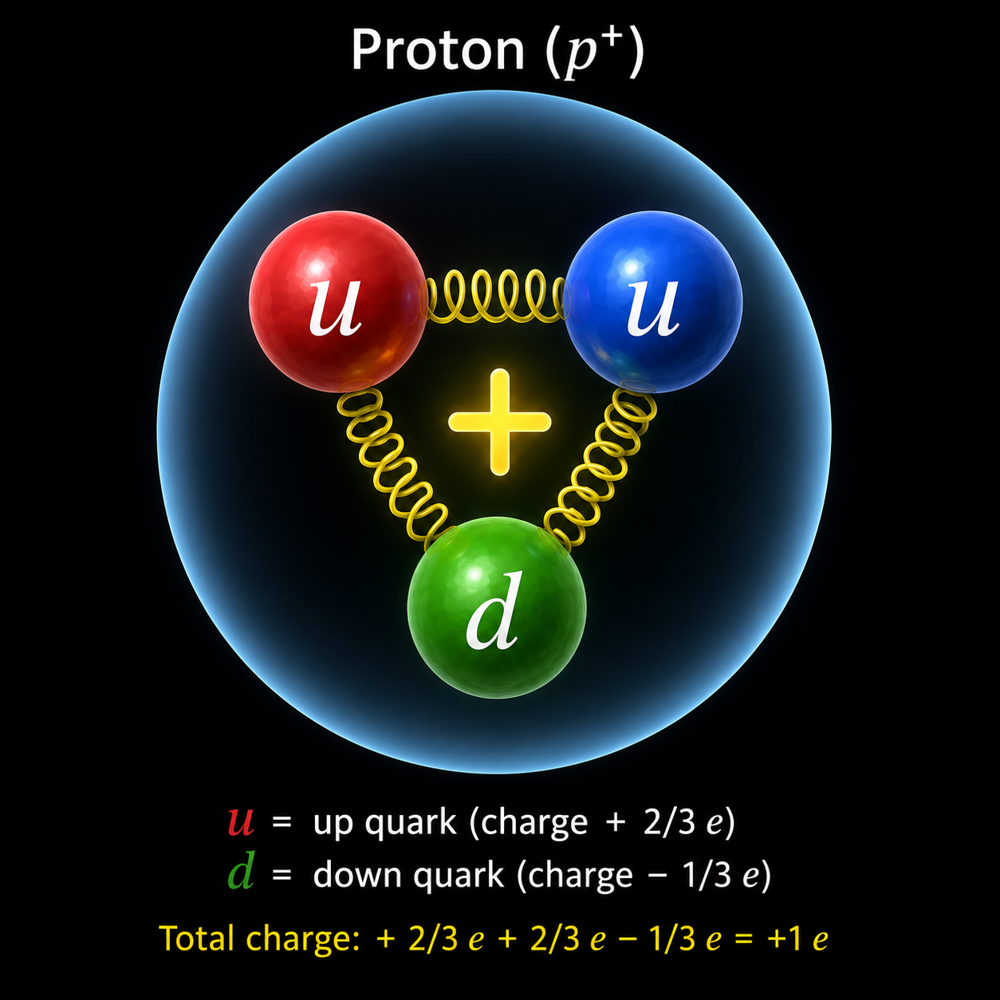 Proton (p⁺)
u u
+
d
u = up quark (charge + 2/3 e)
d = down quark (charge − 1/3 e)
Total charge: + 2/3 e + 2/3 e − 1/3 e = +1 e